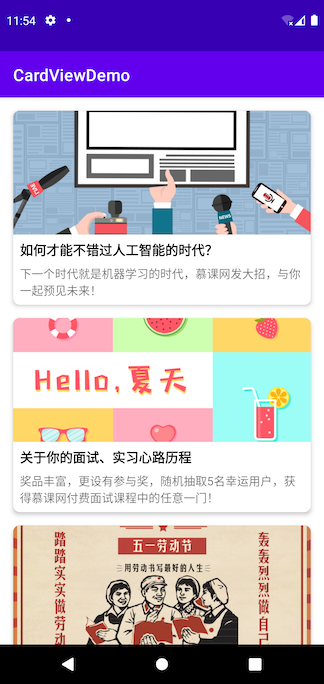 11:54
CardViewDemo
LIVE
NEWS
如何才能不错过人工智能的时代?
下一个时代就是机器学习的时代，慕课网发大招，与你
一起预见未来！
Hello,夏天
关于你的面试、实习心路历程
奖品丰富，更设有参与奖，随机抽取5名幸运用户，获
得慕课网付费面试课程中的任意一门！
五一劳动节
用劳动书写最好的人生
踏踏实实做劳动
轰轰烈烈做自己